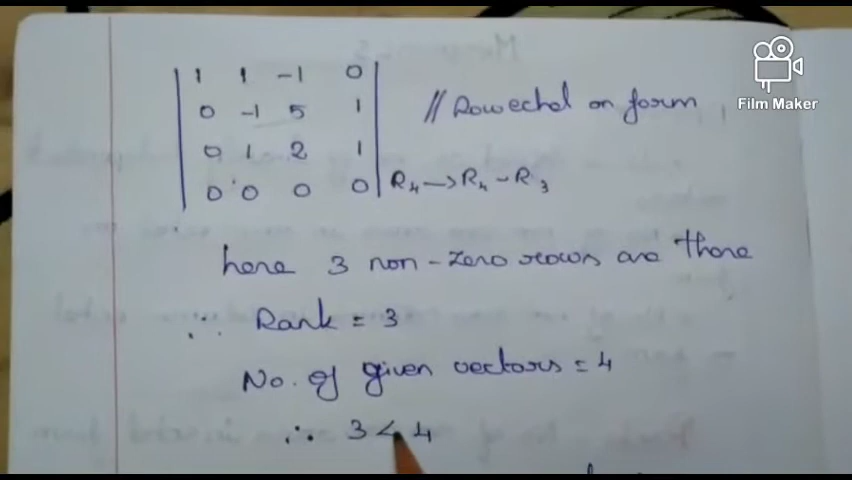 1 1 -1 0
0 -1 5 1 // Rowechel on form
0 1 2 1
0 0 0 0 R4 → R4 - R3
here 3 non-zero rows are there
∴ Rank = 3
No. of given vectors = 4
∴ 3 < 4
Film Maker